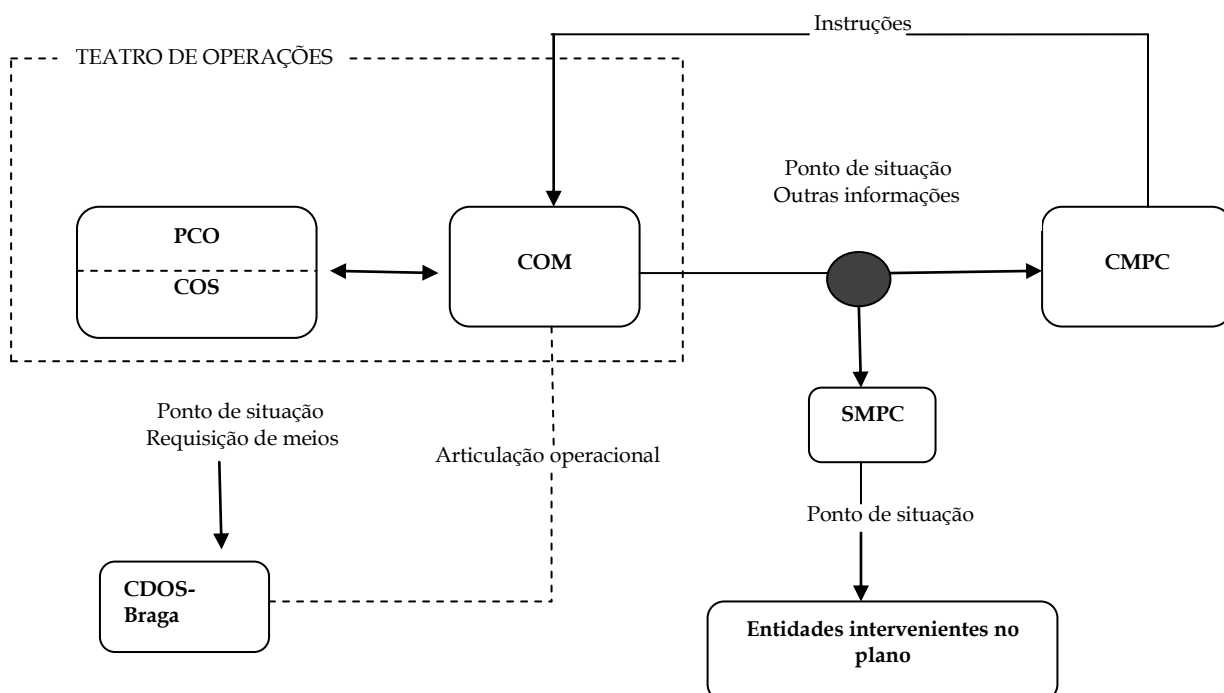 Instruções
TEATRO DE OPERAÇÕES
Ponto de situação
Outras informações
PCO
COS
COM
CMPC
SMPC
Ponto de situação
Requisição de meios
Articulação operacional
Ponto de situação
CDOS-
Braga
Entidades intervenientes no
plano